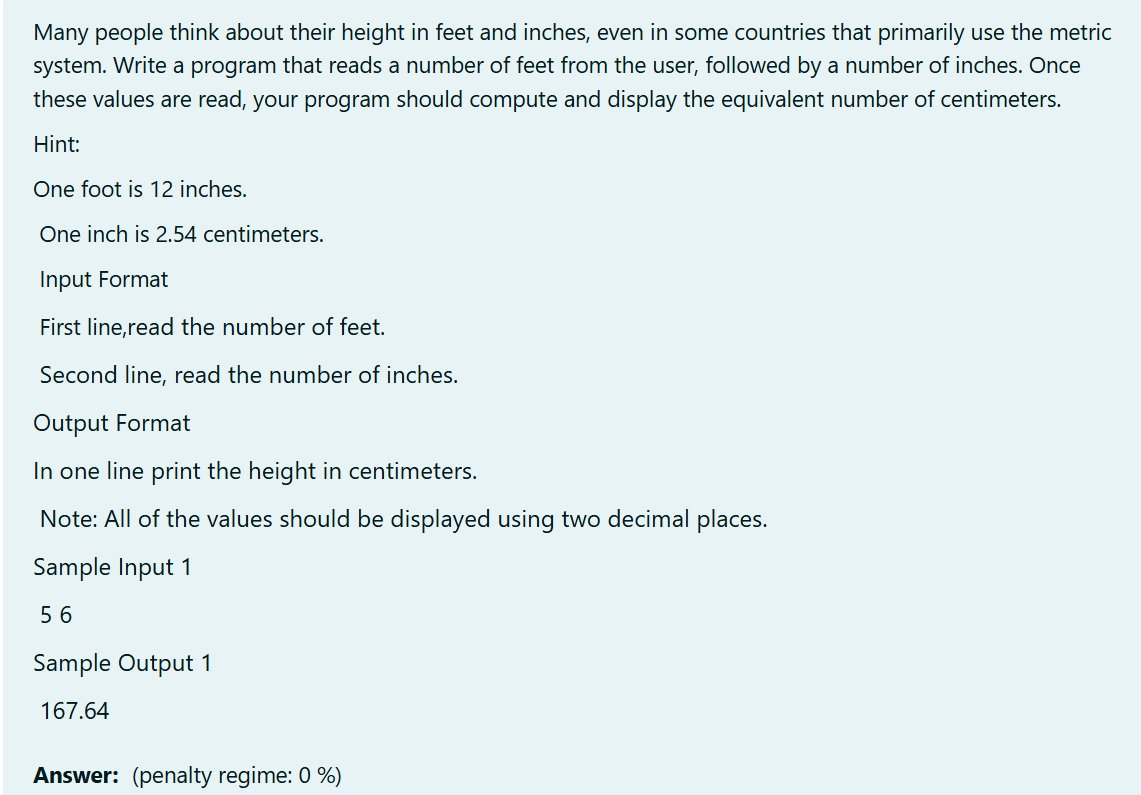 Many people think about their height in feet and inches, even in some countries that primarily use the metric
system. Write a program that reads a number of feet from the user, followed by a number of inches. Once
these values are read, your program should compute and display the equivalent number of centimeters.
Hint:
One foot is 12 inches.
One inch is 2.54 centimeters.
Input Format
First line,read the number of feet.
Second line, read the number of inches.
Output Format
In one line print the height in centimeters.
Note: All of the values should be displayed using two decimal places.
Sample Input 1
5 6
Sample Output 1
167.64
Answer: (penalty regime: 0 %)